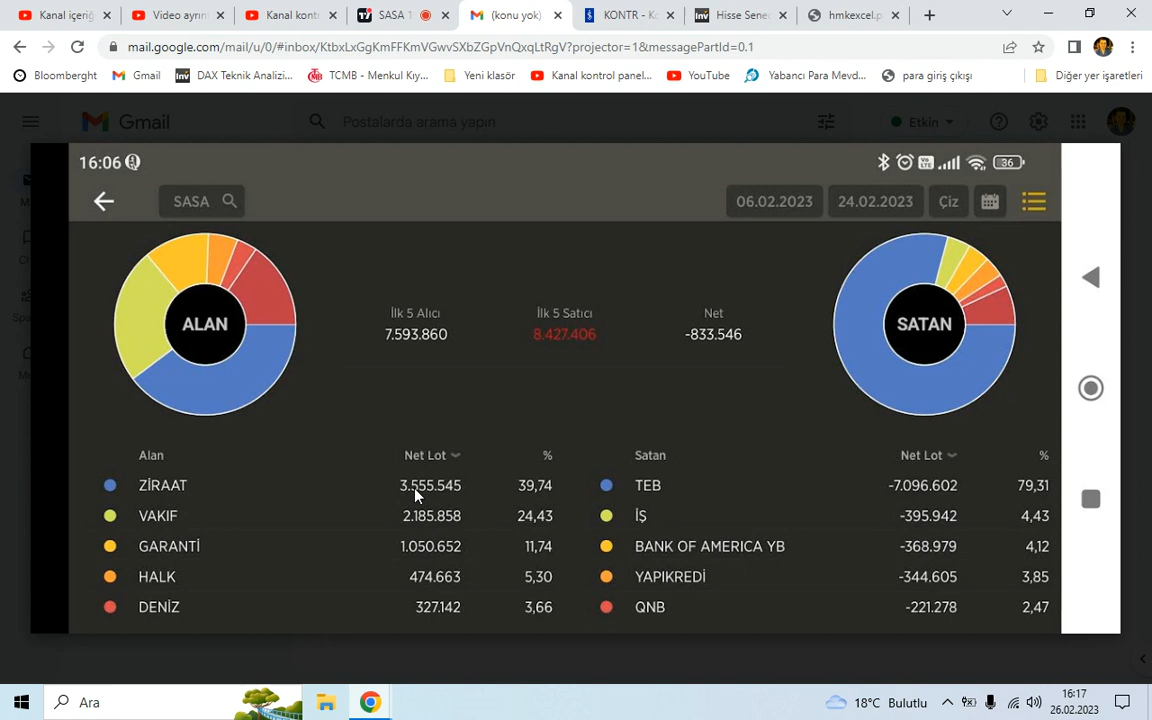 Kanal içeriğ
Video ayrın
Kanal kont
SASA 1
(konu yok)
KONTR - Ko
Inv
Hisse Sene
hmkexcel.p
mail.google.com/mail/u/0/#inbox/KtbxLxGgKmFFKmVGwvSXbZGpVnQxqLtRgV?projector=1&messagePartId=0.1
Bloomberght
Gmail
Inv
DAX Teknik Analizi...
TCMB - Menkul Kıy...
Yeni klasör
Kanal kontrol panel...
YouTube
Yabancı Para Mevd...
para giriş çıkışı
Diğer yer işaretleri
Gmail
Postalarda arama yapın
Etkin
16:06
36
SASA
06.02.2023
24.02.2023
Çiz
ALAN
İlk 5 Alıcı
İlk 5 Satıcı
Net
7.593.860
8.427.406
-833.546
SATAN
Alan
Net Lot
%
Satan
Net Lot
%
ZİRAAT
3.555.545
39,74
TEB
-7.096.602
79,31
VAKIF
2.185.858
24,43
İŞ
-395.942
4,43
GARANTİ
1.050.652
11,74
BANK OF AMERICA YB
-368.979
4,12
HALK
474.663
5,30
YAPIKREDİ
-344.605
3,85
DENİZ
327.142
3,66
QNB
-221.278
2,47
Ara
18°C Bulutlu
16:17
26.02.2023